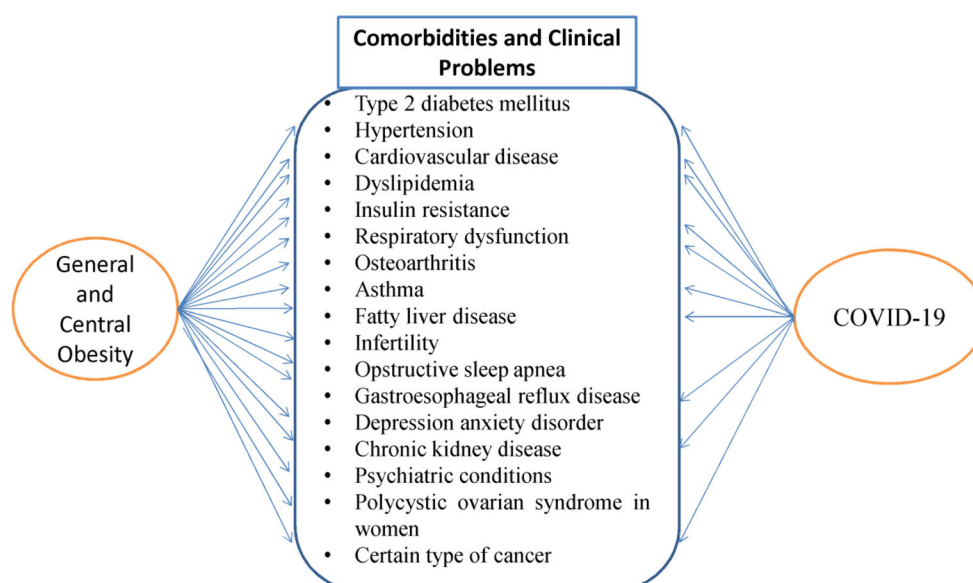 Comorbidities and Clinical
Problems
• Type 2 diabetes mellitus
• Hypertension
• Cardiovascular disease
• Dyslipidemia
• Insulin resistance
• Respiratory dysfunction
• Osteoarthritis
• Asthma
• Fatty liver disease
• Infertility
• Opstructive sleep apnea
• Gastroesophageal reflux disease
• Depression anxiety disorder
• Chronic kidney disease
• Psychiatric conditions
• Polycystic ovarian syndrome in
women
• Certain type of cancer
General
and
Central
Obesity
COVID-19